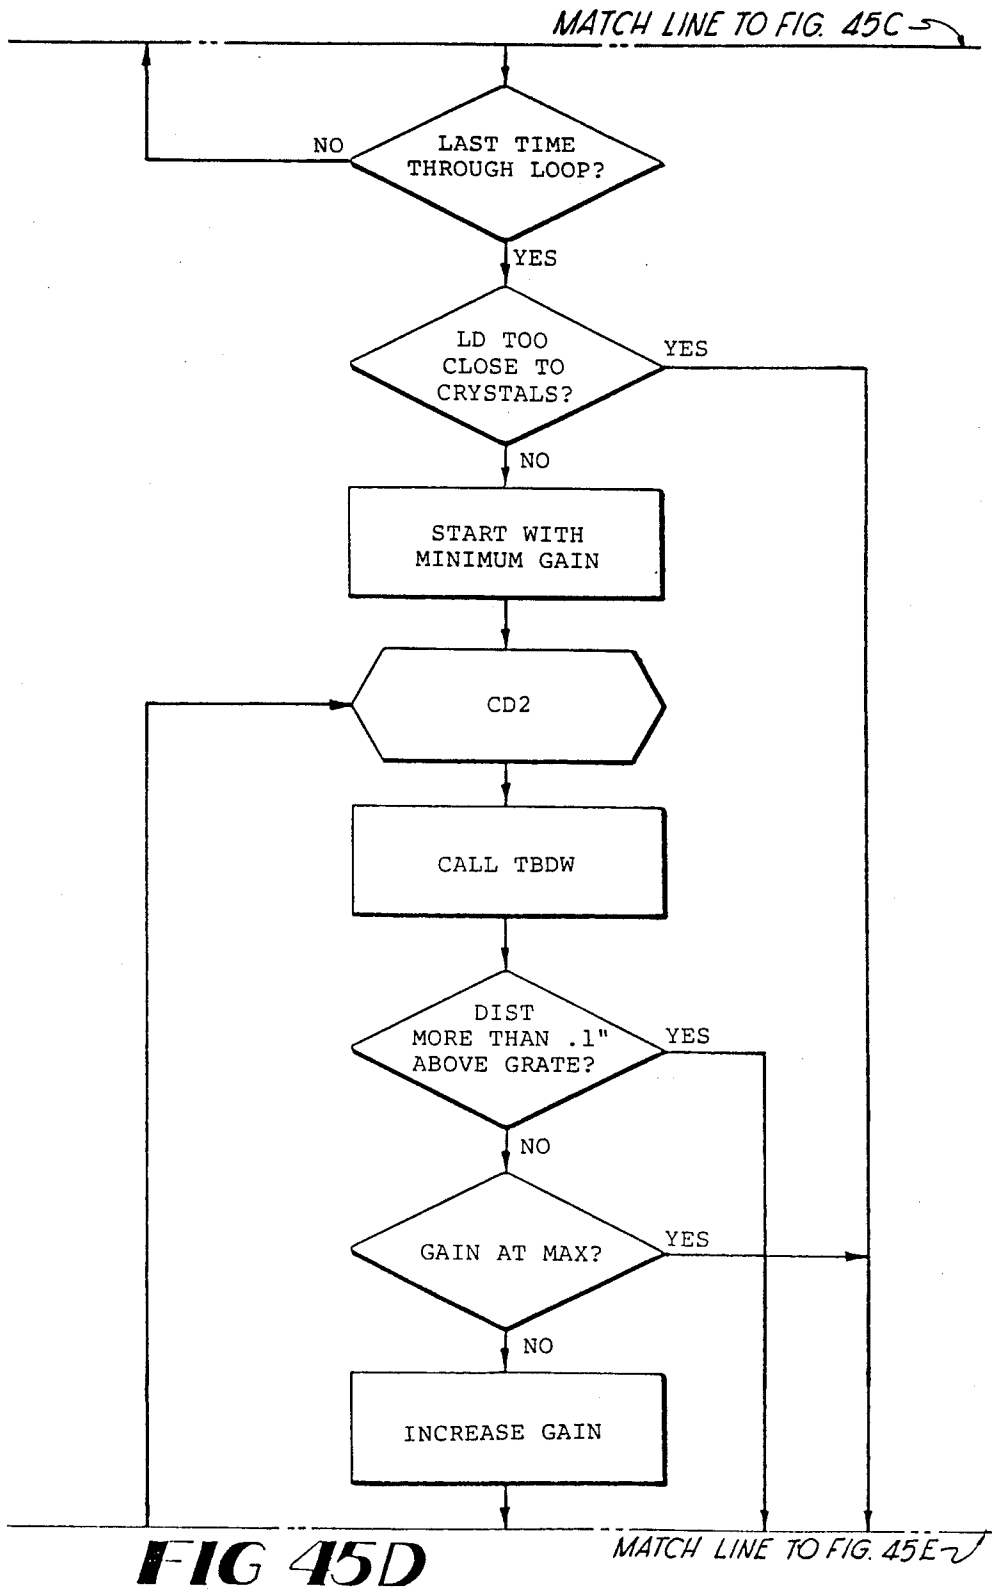 MATCH LINE TO FIG. 45C
LAST TIME
THROUGH LOOP?
NO
YES
LD TOO
CLOSE TO
CRYSTALS?
YES
NO
START WITH
MINIMUM GAIN
CD2
CALL TBDW
DIST
MORE THAN .1"
ABOVE GRATE?
YES
NO
GAIN AT MAX?
YES
NO
INCREASE GAIN
FIG 45D
MATCH LINE TO FIG. 45E